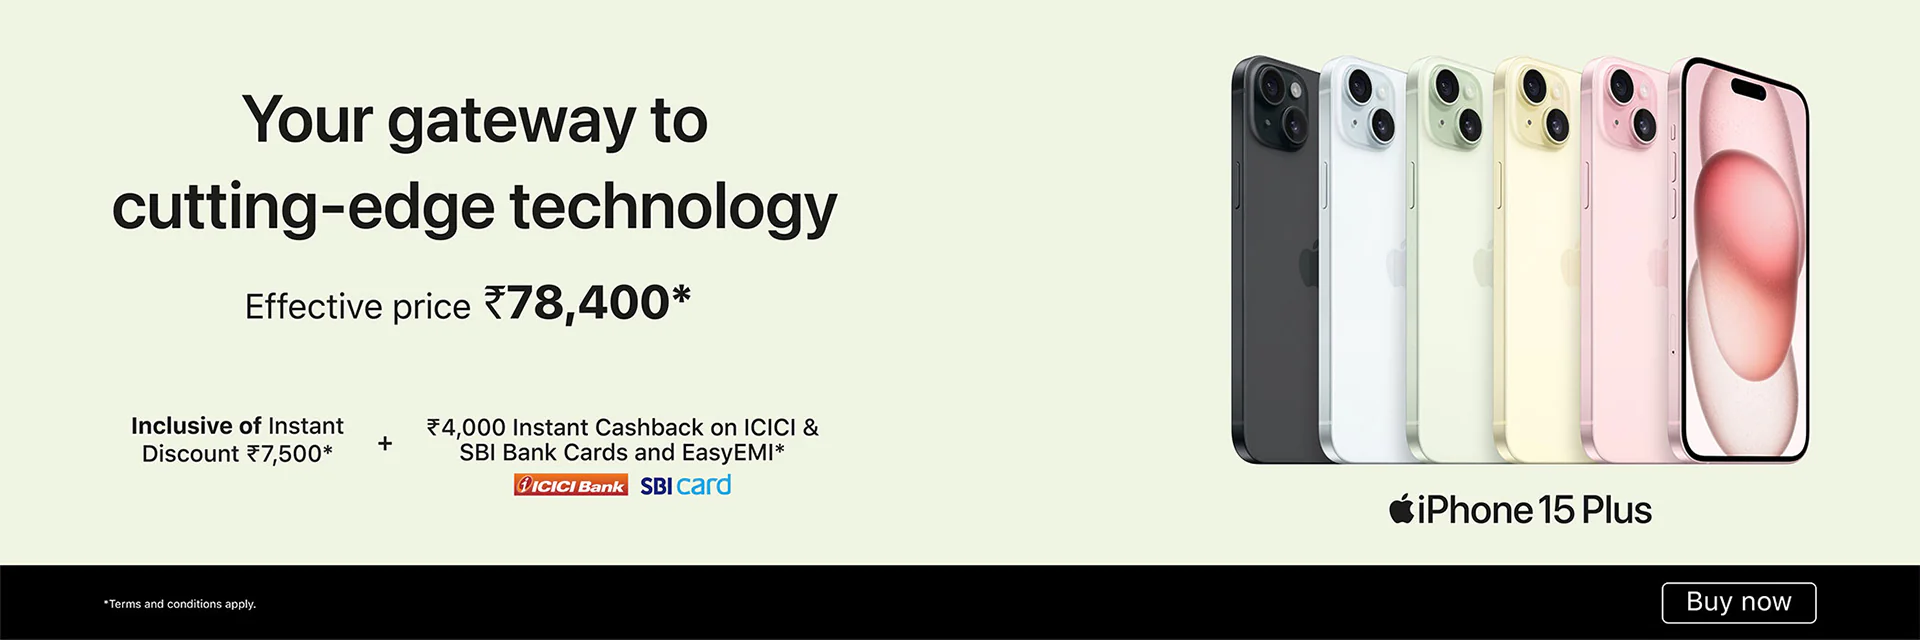 Your gateway to
cutting-edge technology
Effective price ₹78,400*
Inclusive of Instant
Discount ₹7,500*
+
₹4,000 Instant Cashback on ICICI &
SBI Bank Cards and EasyEMI*
ICICI Bank SBI card
iPhone 15 Plus
*Terms and conditions apply.
Buy now